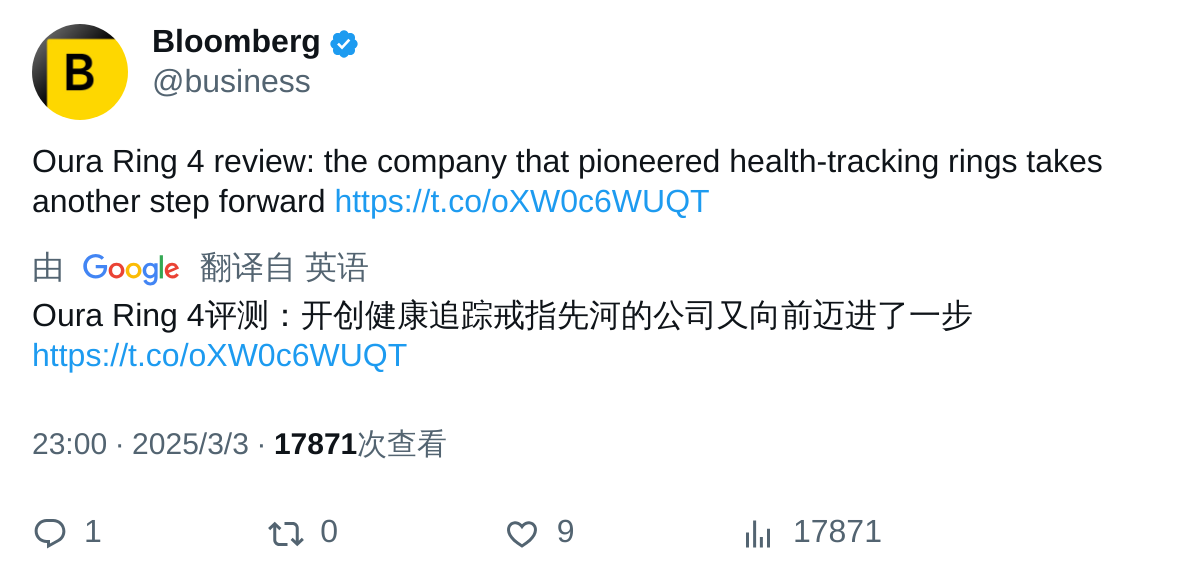 B
Bloomberg
@business
Oura Ring 4 review: the company that pioneered health-tracking rings takes
another step forward https://t.co/oXW0c6WUQT
由 Google 翻译自 英语
Oura Ring 4评测：开创健康追踪戒指先河的公司又向前迈进了一步
https://t.co/oXW0c6WUQT
23:00 · 2025/3/3 · 17871次查看
1 0 9 17871